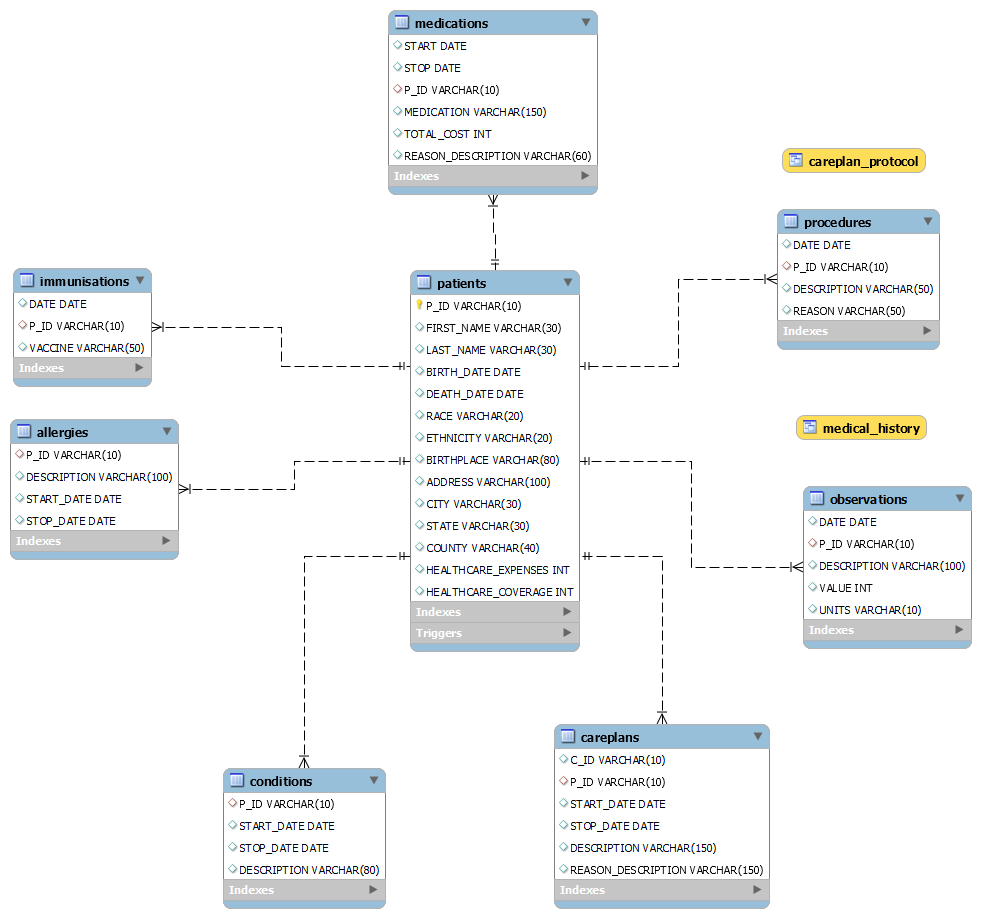 medications
START DATE
STOP DATE
P_ID VARCHAR(10)
MEDICATION VARCHAR(150)
TOTAL_COST INT
REASON_DESCRIPTION VARCHAR(60)
Indexes
careplan_protocol
procedures
DATE DATE
P_ID VARCHAR(10)
DESCRIPTION VARCHAR(50)
REASON VARCHAR(50)
Indexes
immunisations
DATE DATE
P_ID VARCHAR(10)
VACCINE VARCHAR(50)
Indexes
patients
P_ID VARCHAR(10)
FIRST_NAME VARCHAR(30)
LAST_NAME VARCHAR(30)
BIRTH_DATE DATE
DEATH_DATE DATE
RACE VARCHAR(20)
ETHNICITY VARCHAR(20)
BIRTHPLACE VARCHAR(80)
ADDRESS VARCHAR(100)
CITY VARCHAR(30)
STATE VARCHAR(30)
COUNTY VARCHAR(40)
HEALTHCARE_EXPENSES INT
HEALTHCARE_COVERAGE INT
Indexes
Triggers
allergies
P_ID VARCHAR(10)
DESCRIPTION VARCHAR(100)
START_DATE DATE
STOP_DATE DATE
Indexes
medical_history
observations
DATE DATE
P_ID VARCHAR(10)
DESCRIPTION VARCHAR(100)
VALUE INT
UNITS VARCHAR(10)
Indexes
conditions
P_ID VARCHAR(10)
START_DATE DATE
STOP_DATE DATE
DESCRIPTION VARCHAR(80)
Indexes
careplans
C_ID VARCHAR(10)
P_ID VARCHAR(10)
START_DATE DATE
STOP_DATE DATE
DESCRIPTION VARCHAR(150)
REASON_DESCRIPTION VARCHAR(150)
Indexes